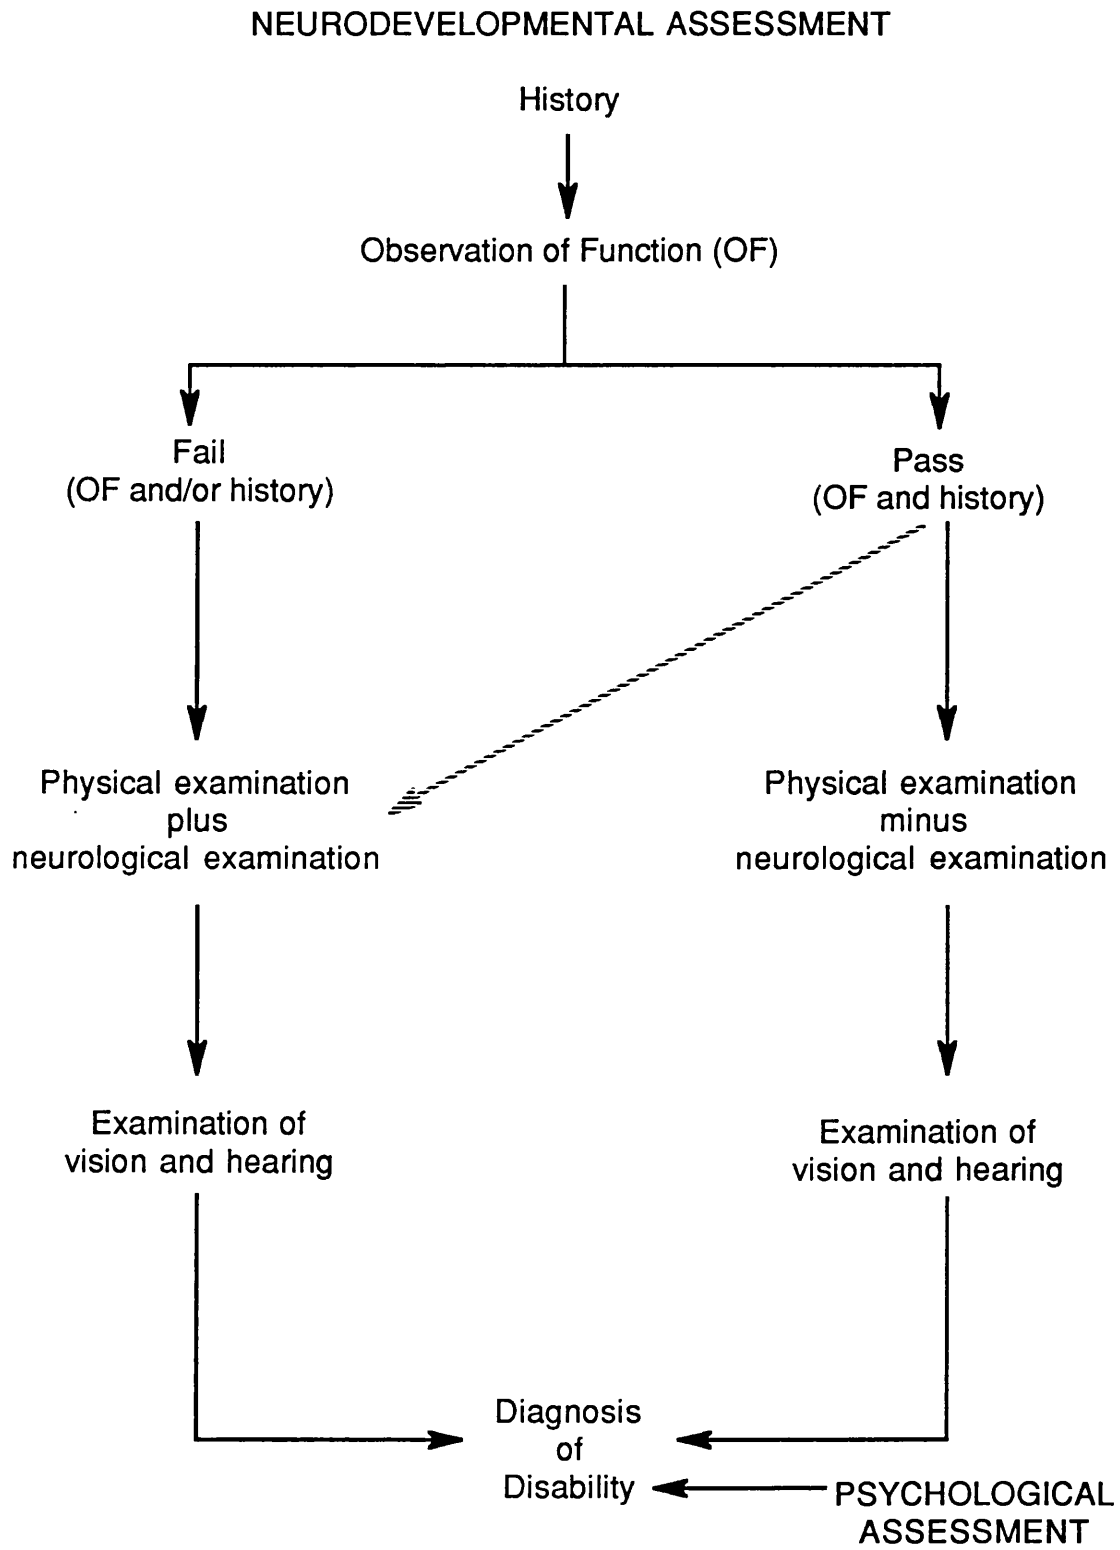 NEURODEVELOPMENTAL ASSESSMENT
History
Observation of Function (OF)
Fail
(OF and/or history)
Pass
(OF and history)
Physical examination
plus
neurological examination
Physical examination
minus
neurological examination
Examination of
vision and hearing
Examination of
vision and hearing
Diagnosis
of
Disability
PSYCHOLOGICAL
ASSESSMENT